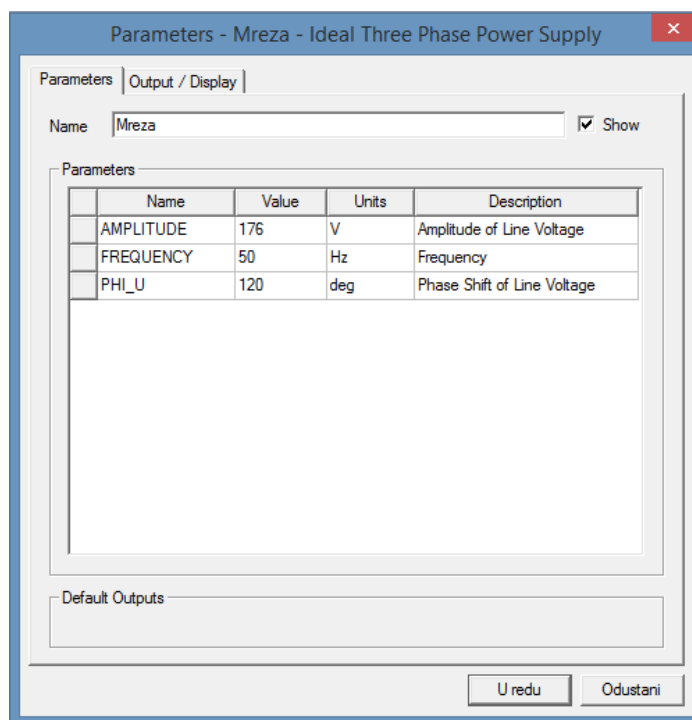 Parameters - Mreza - Ideal Three Phase Power Supply
Parameters Output / Display
Name Mreza Show
Parameters
Name Value Units Description
AMPLITUDE 176 V Amplitude of Line Voltage
FREQUENCY 50 Hz Frequency
PHI_U 120 deg Phase Shift of Line Voltage
Default Outputs
U redu Odustani